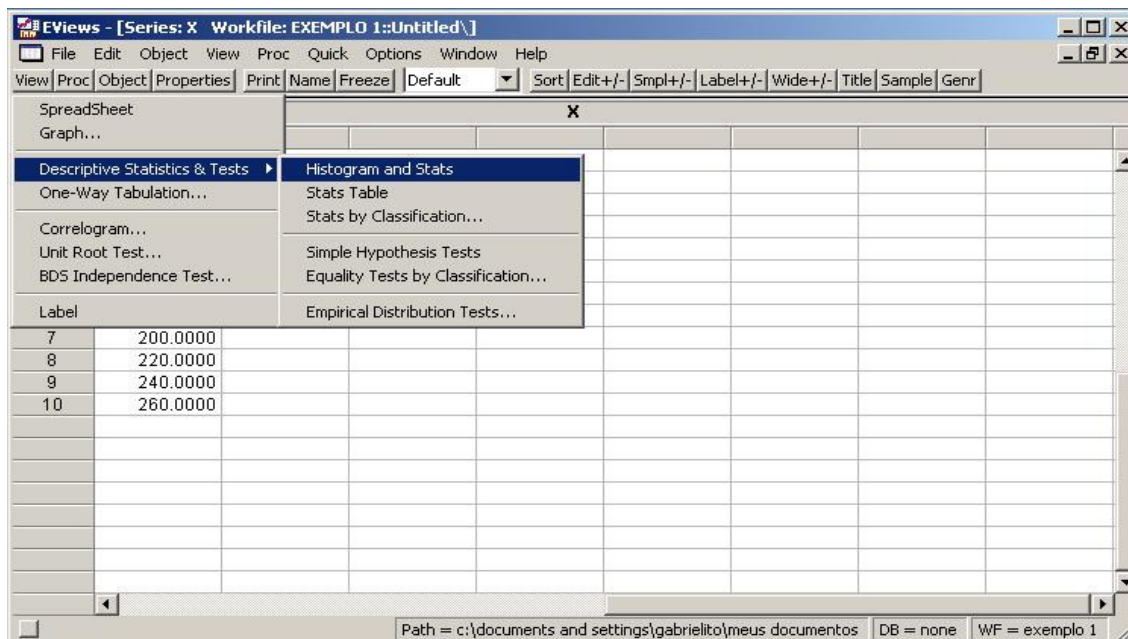 EViews - [Series: X Workfile: EXEMPLO 1::Untitled\]
File Edit Object View Proc Quick Options Window Help
View Proc Object Properties Print Name Freeze Default Sort Edit+/- Smpl+/- Label+/- Wide+/- Title Sample Genr
X
SpreadSheet
Graph...
Descriptive Statistics & Tests
One-Way Tabulation...
Correlogram...
Unit Root Test...
BDS Independence Test...
Label
Histogram and Stats
Stats Table
Stats by Classification...
Simple Hypothesis Tests
Equality Tests by Classification...
Empirical Distribution Tests...
7 200.0000
8 220.0000
9 240.0000
10 260.0000
Path = c:\documents and settings\gabrielito\meus documentos DB = none WF = exemplo 1